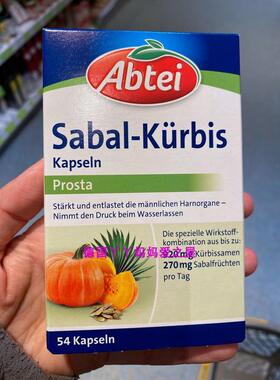 Abtei
Sabal-Kürbis
Kapseln
Prosta
Stärkt und entlastet die männlichen Harnorgane –
Nimmt den Druck beim Wasserlassen
Die spezielle Wirkstoff-
kombination aus bis zu:
mg Kürbissamen
270 mg Sabalfrüchten
pro Tag
54 Kapseln